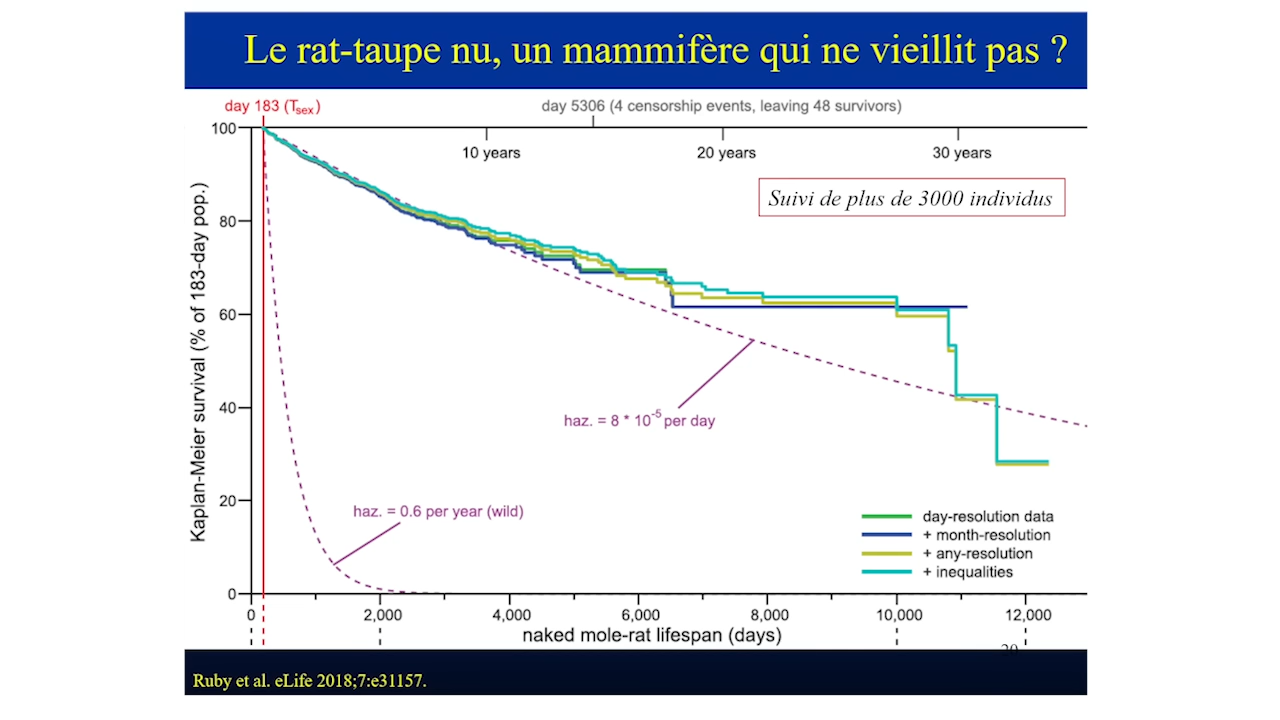 Le rat-taupe nu, un mammifère qui ne vieillit pas ?
day 183 (Tsex)
day 5306 (4 censorship events, leaving 48 survivors)
10 years
20 years
30 years
Suivi de plus de 3000 individus
Kaplan-Meier survival (% of 183-day pop.)
100
80
60
40
20
0
haz. = 8 * 10-5 per day
haz. = 0.6 per year (wild)
day-resolution data
+ month-resolution
+ any-resolution
+ inequalities
0
2,000
4,000
6,000
8,000
10,000
12,000
naked mole-rat lifespan (days)
Ruby et al. eLife 2018;7:e31157.